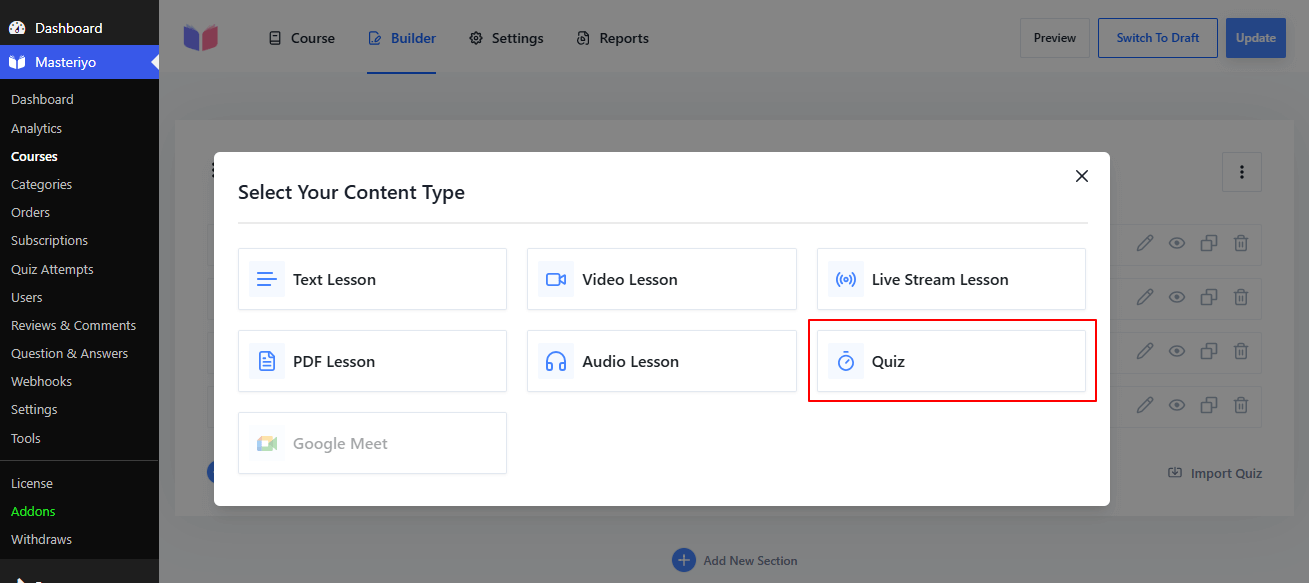 Dashboard
Masteriyo
Dashboard
Analytics
Courses
Categories
Orders
Subscriptions
Quiz Attempts
Users
Reviews & Comments
Question & Answers
Webhooks
Settings
Tools
License
Addons
Withdraws
Course
Builder
Settings
Reports
Preview
Switch To Draft
Update
Select Your Content Type
Text Lesson
Video Lesson
Live Stream Lesson
PDF Lesson
Audio Lesson
Quiz
Google Meet
Import Quiz
Add New Section